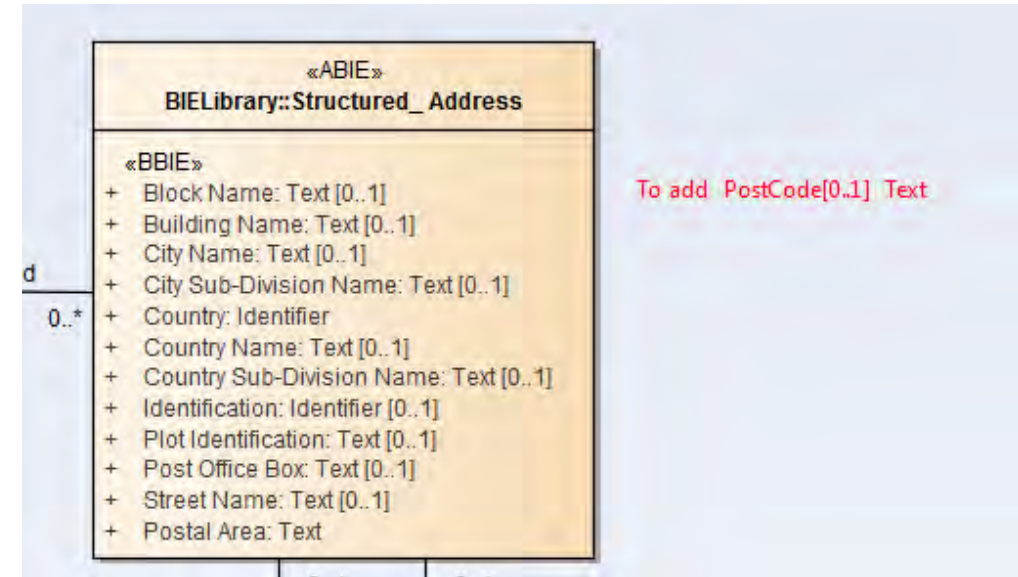 «ABIE»
BIELibrary::Structured_ Address
«BBIE»
+ Block Name: Text [0..1]
+ Building Name: Text [0..1]
To add PostCode[0..1] Text
+ City Name: Text [0..1]
+ City Sub-Division Name: Text [0..1]
d
0..*
+ Country: Identifier
+ Country Name: Text [0..1]
+ Country Sub-Division Name: Text [0..1]
+ Identification: Identifier [0..1]
+ Plot Identification: Text [0..1]
+ Post Office Box: Text [0..1]
+ Street Name: Text [0..1]
+ Postal Area: Text